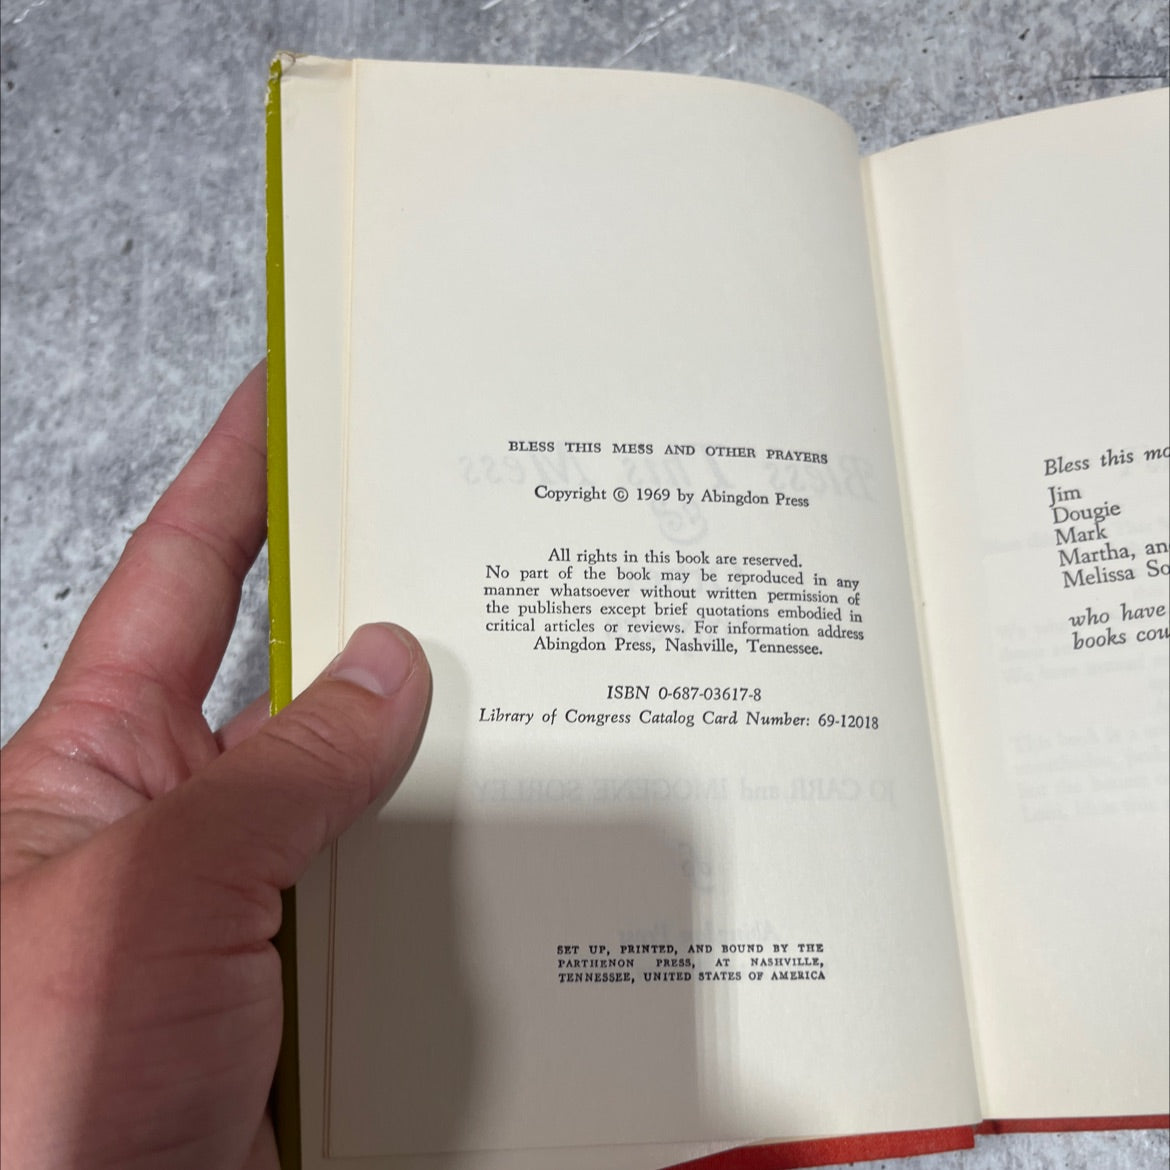 BLESS THIS MESS AND OTHER PRAYERS
Copyright © 1969 by Abingdon Press
All rights in this book are reserved.
No part of the book may be reproduced in any
manner whatsoever without written permission of
the publishers except brief quotations embodied in
critical articles or reviews. For information address
Abingdon Press, Nashville, Tennessee.
ISBN 0-687-03617-8
Library of Congress Catalog Card Number: 69-12018
SET UP, PRINTED, AND BOUND BY THE
PARTHENON PRESS, AT NASHVILLE,
TENNESSEE, UNITED STATES OF AMERICA
Bless this
Jim
Dougie
Mark
Martha, an
Melissa So
who have
books cou